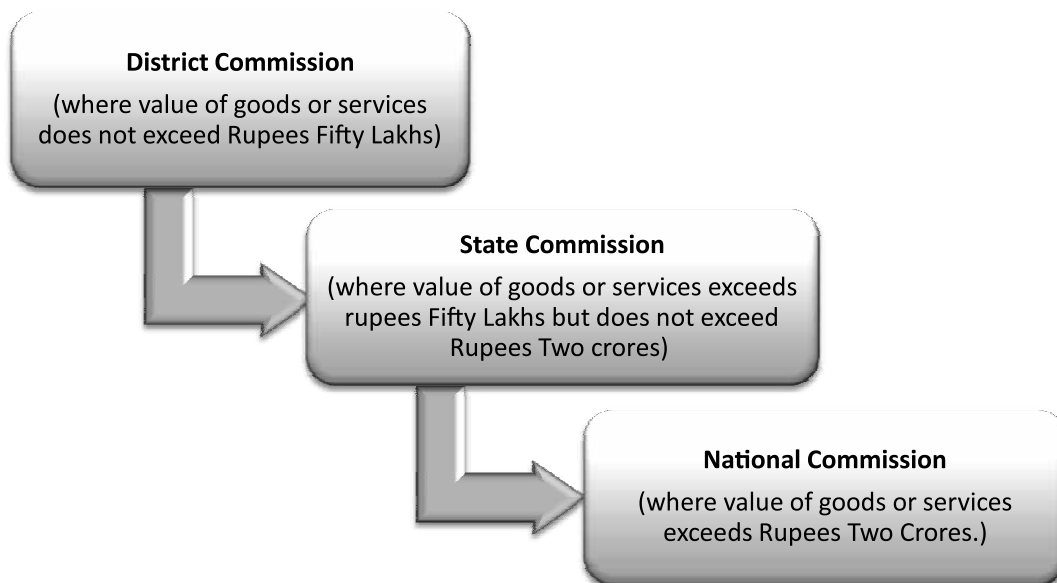 District Commission
(where value of goods or services
does not exceed Rupees Fifty Lakhs)
State Commission
(where value of goods or services exceeds
rupees Fifty Lakhs but does not exceed
Rupees Two crores)
National Commission
(where value of goods or services
exceeds Rupees Two Crores.)